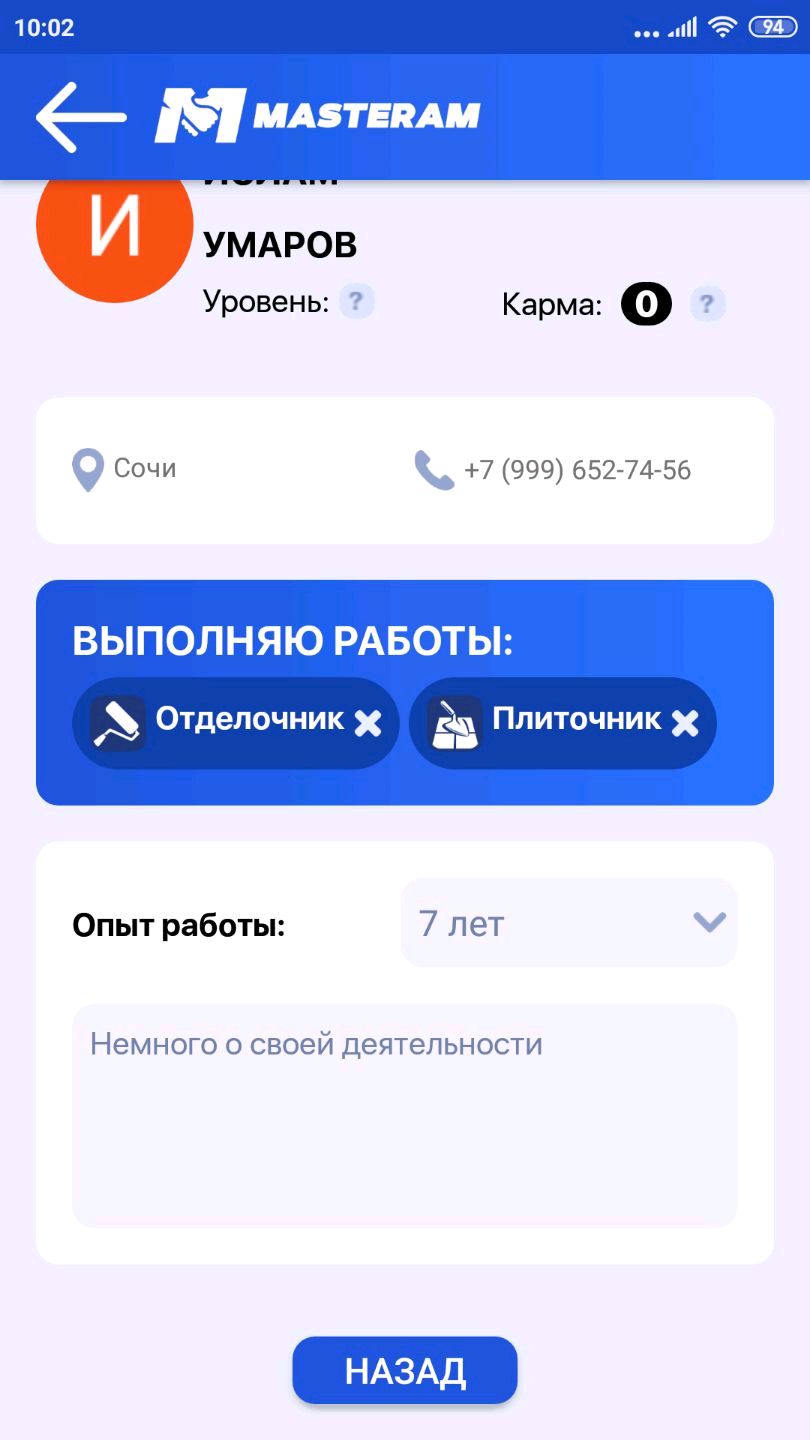 10:02
94
MASTERAM
И
УМАРОВ
Уровень: ?
Карма: 0 ?
Сочи
+7 (999) 652-74-56
ВЫПОЛНЯЮ РАБОТЫ:
Отделочник
Плиточник
Опыт работы:
7 лет
Немного о своей деятельности
НАЗАД